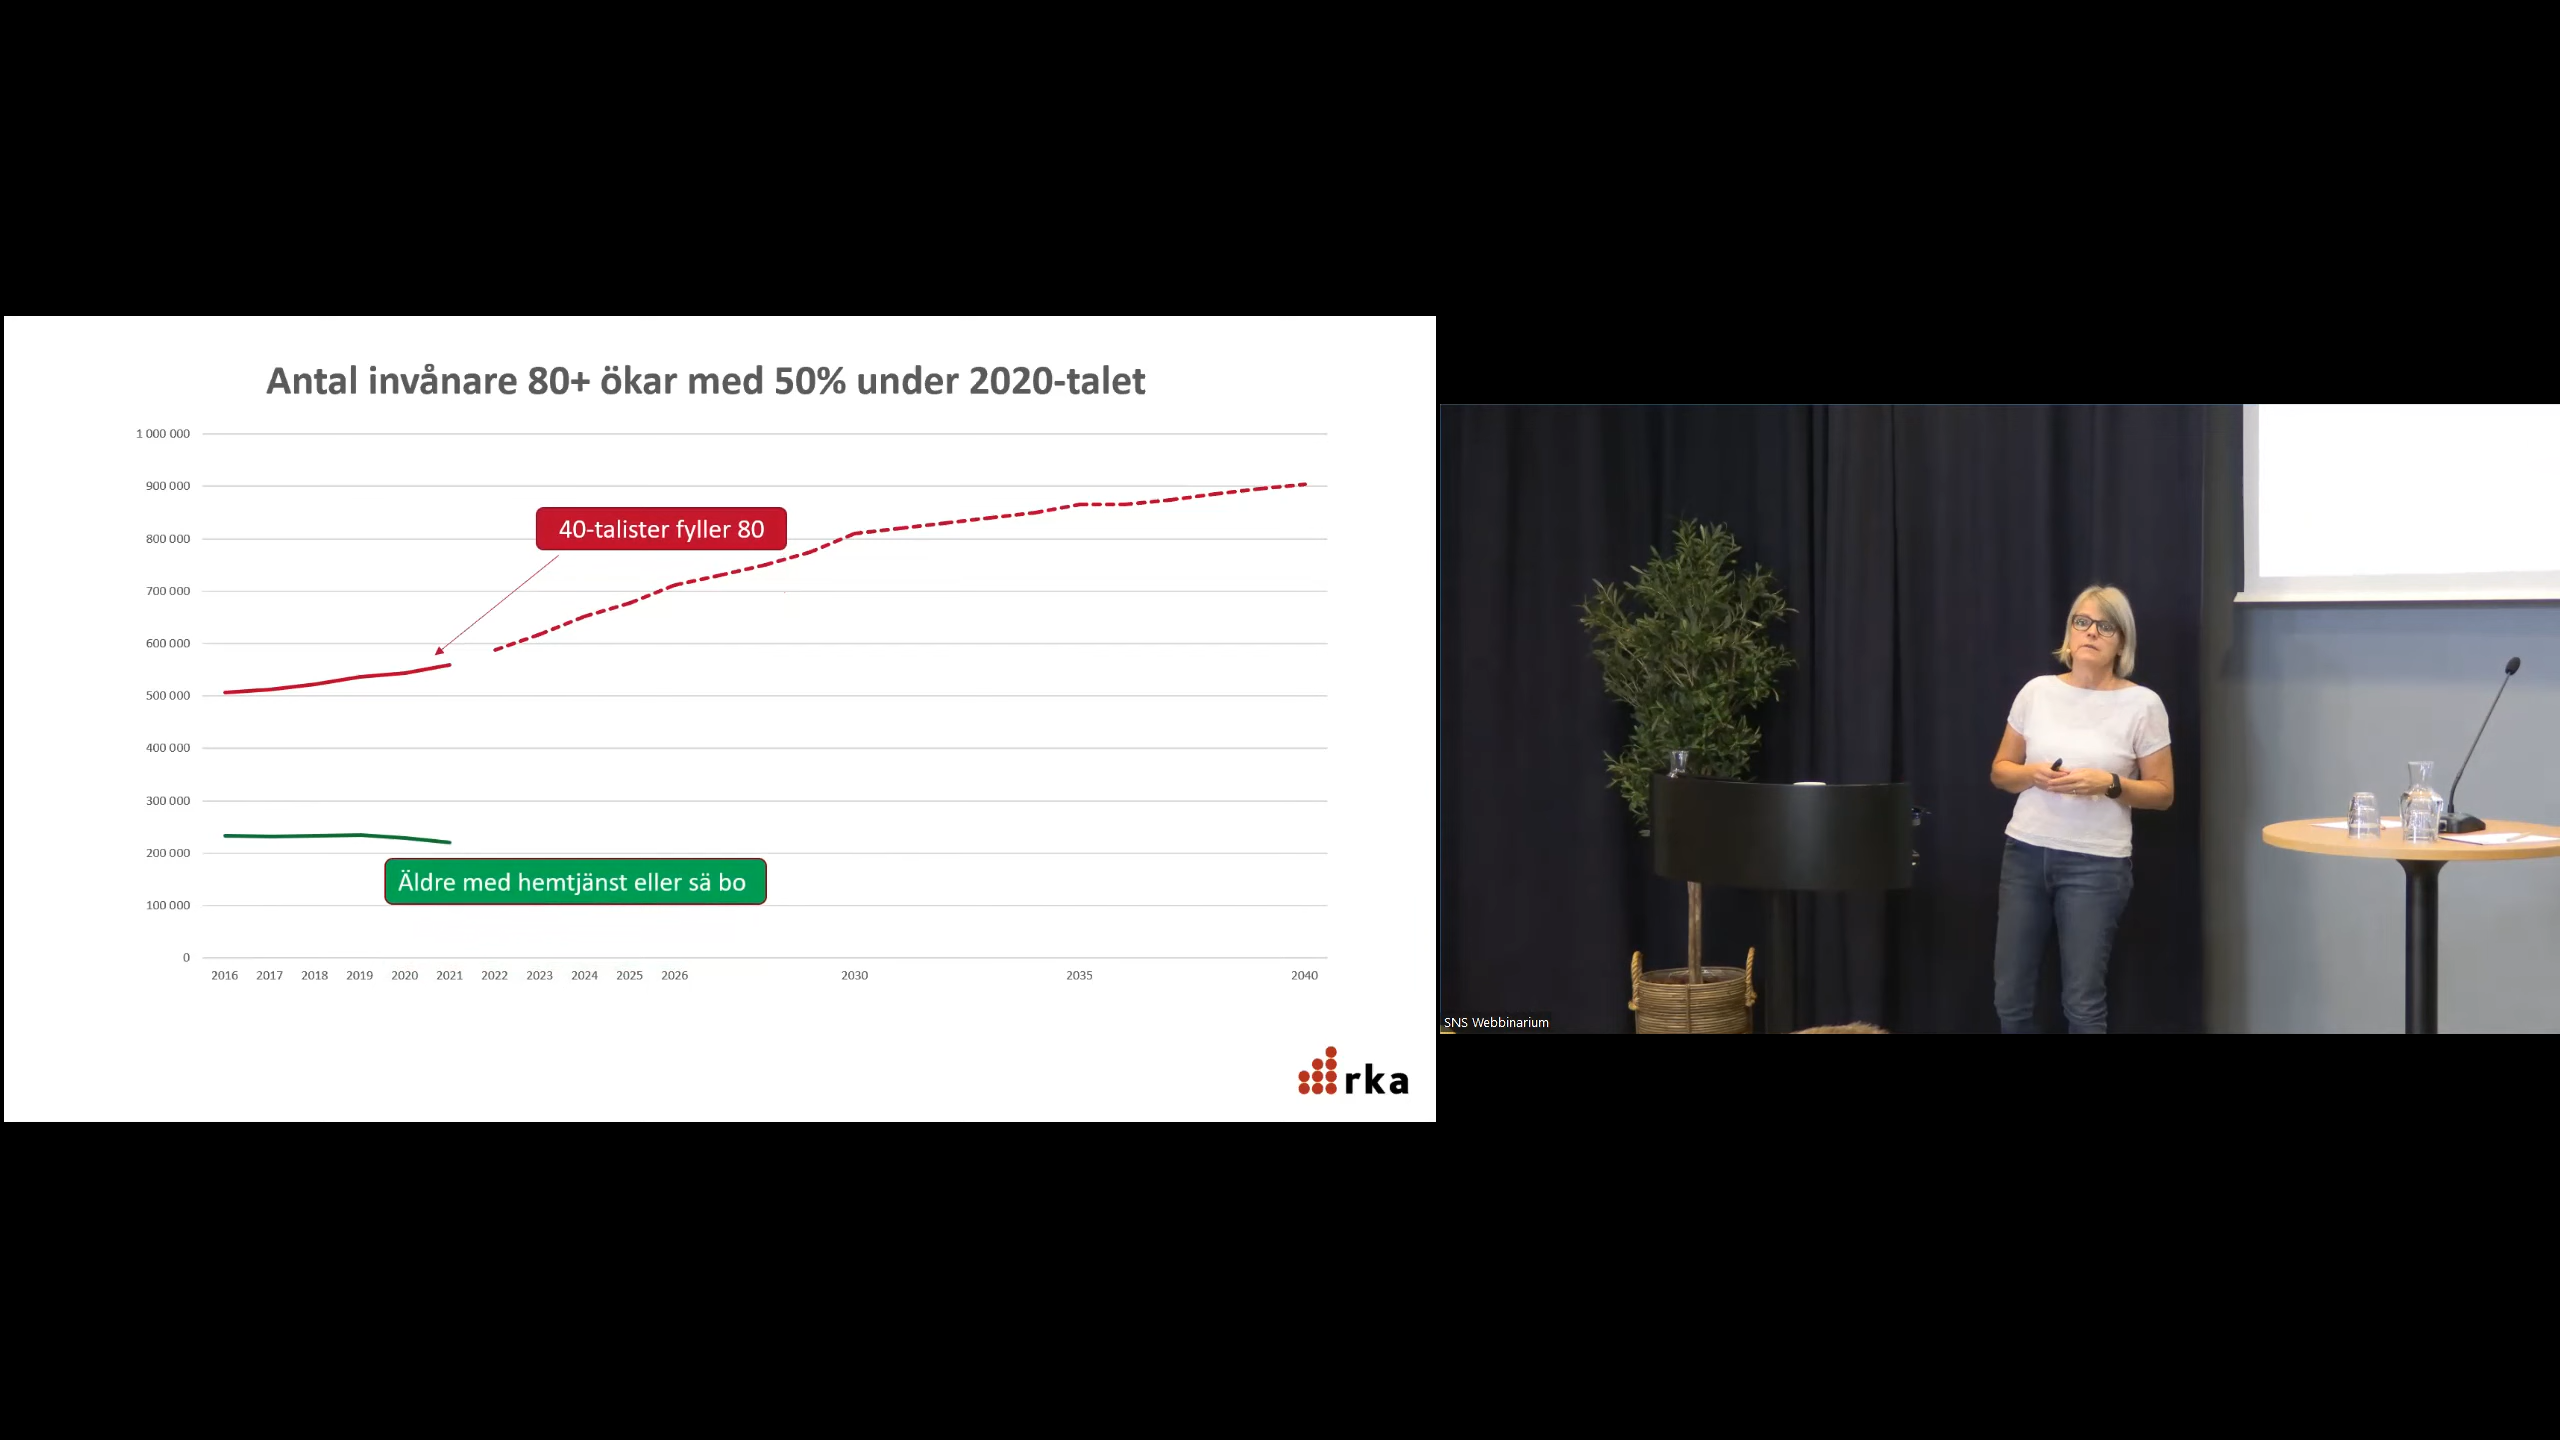 Antal invånare 80+ ökar med 50% under 2020-talet
1 000 000
900 000
800 000
700 000
600 000
500 000
400 000
300 000
200 000
100 000
0
40-talister fyller 80
Äldre med hemtjänst eller sä bo
2016 2017 2018 2019 2020 2021 2022 2023 2024 2025 2026 2030 2035 2040
rka
SNS Webbinarium